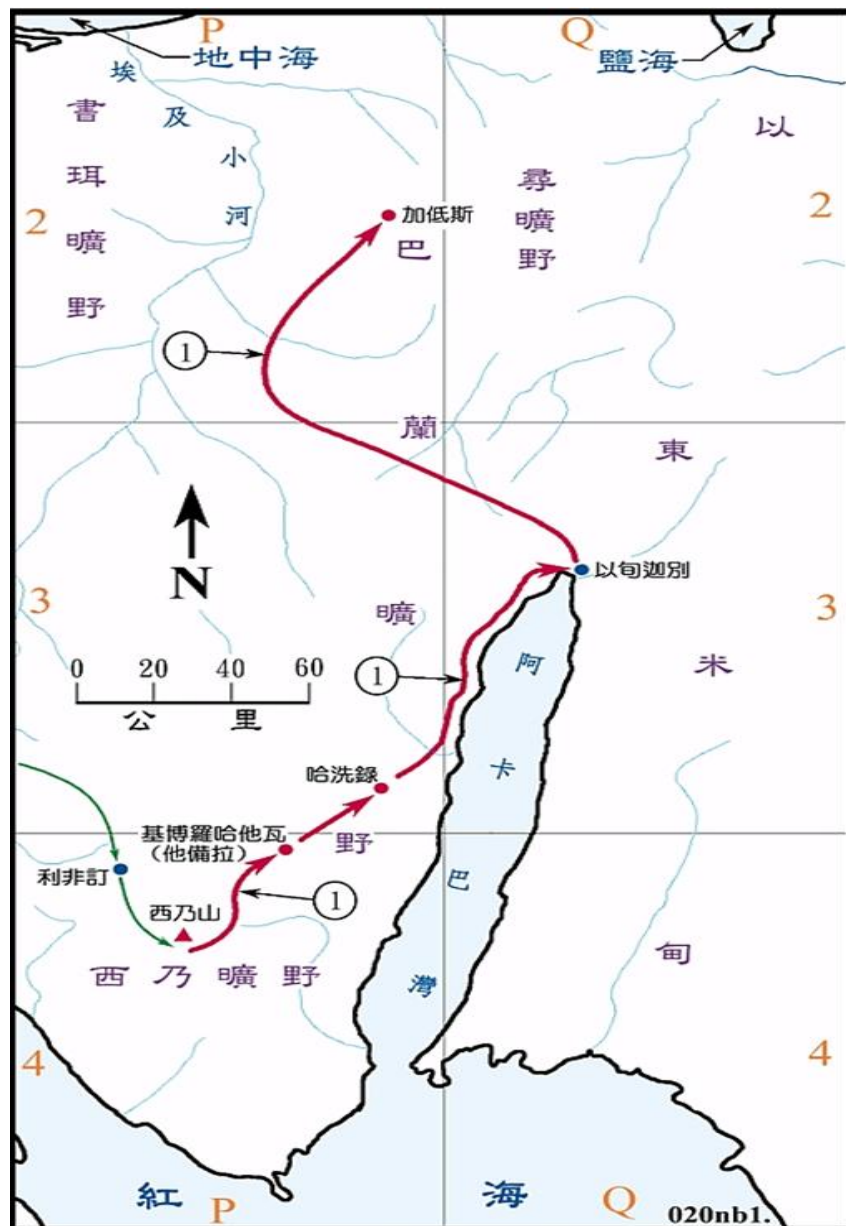 P
Q
地中海
鹽海
埃及小河
書珥曠野
以東
尋曠野
2
2
加低斯
巴蘭曠野
①
N
3
3
以旬迦別
0 20 40 60
公里
①
阿卡巴灣
米甸
哈洗錄
基博羅哈他瓦
(他備拉)
利非訂
①
西乃山
西乃曠野
4
4
紅海
P
Q
020nb1.